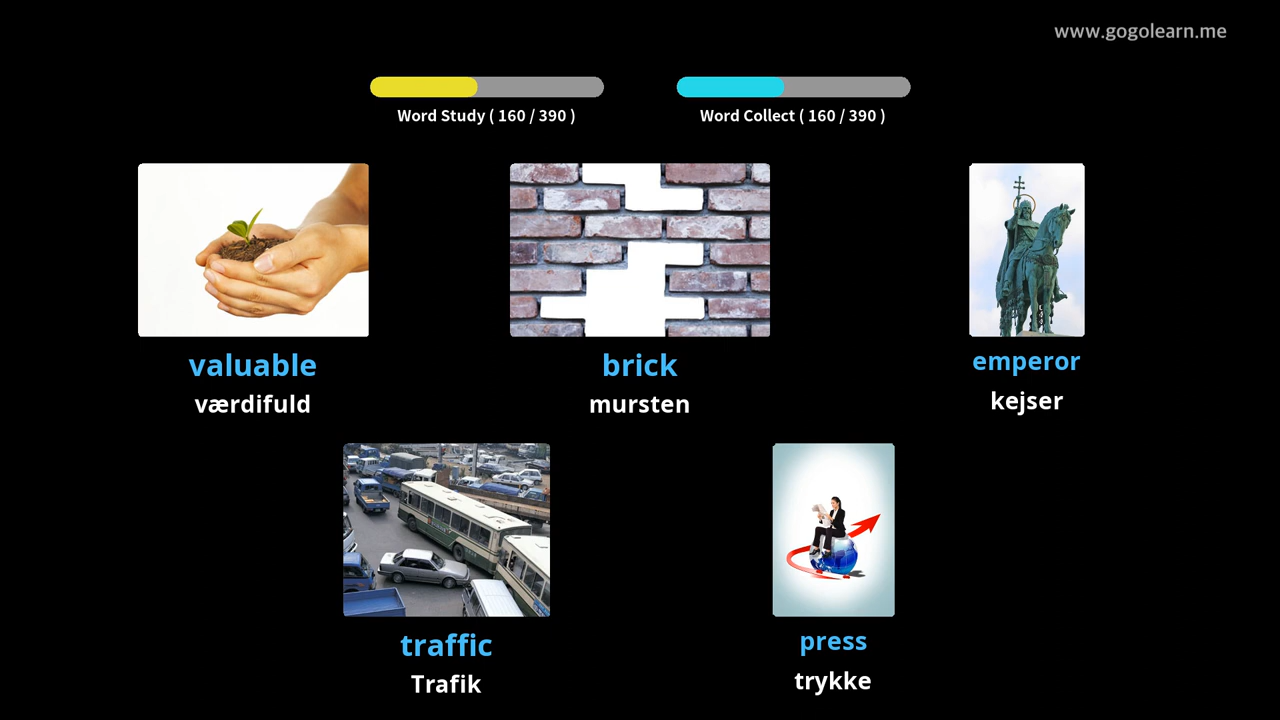 www.gogolearn.me
Word Study ( 160 / 390 )
Word Collect ( 160 / 390 )
valuable
værdifuld
brick
mursten
emperor
kejser
traffic
Trafik
press
trykke